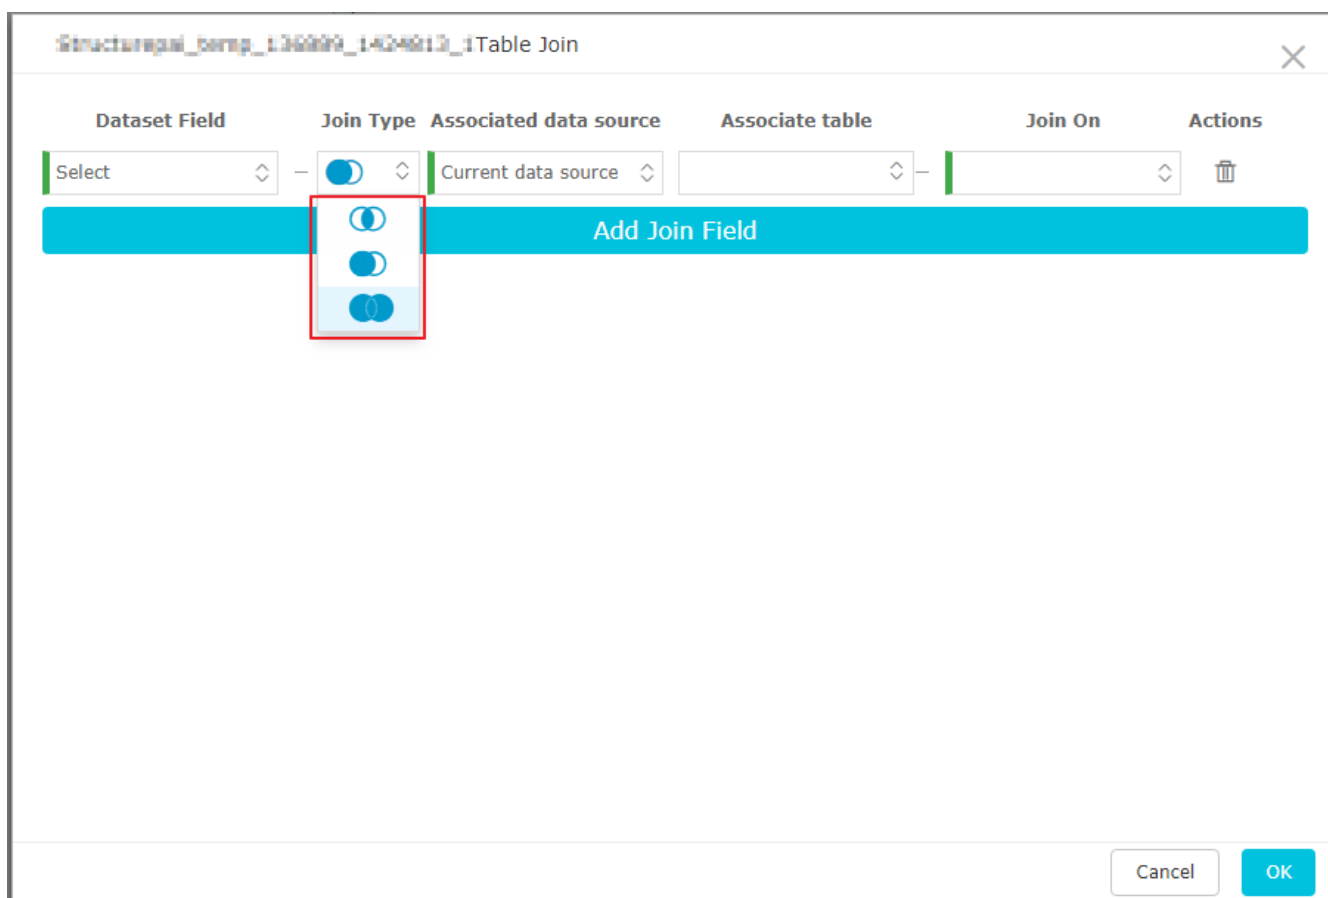 Table Join
Dataset Field Join Type Associated data source Associate table Join On Actions
Select – Current data source –
Add Join Field
Cancel OK